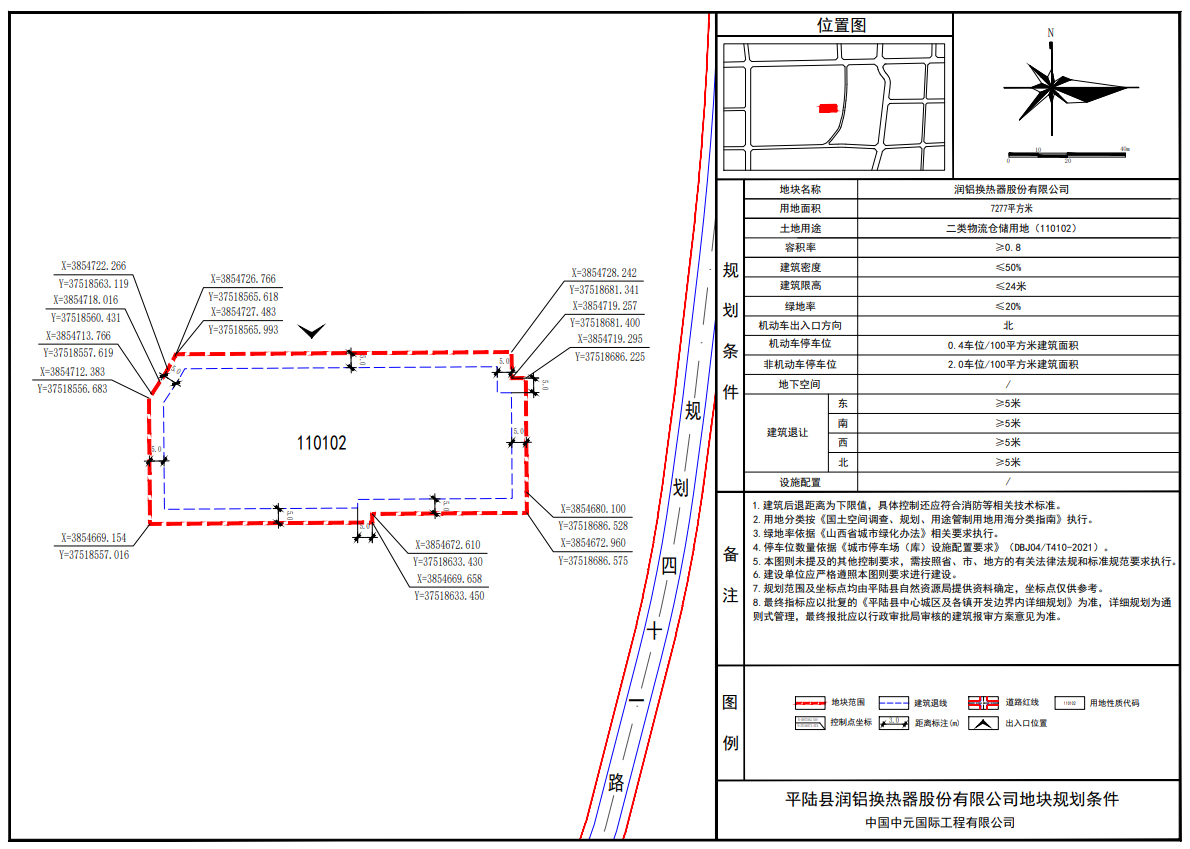 X=3854722.266
Y=37518563.119
X=3854718.016
Y=37518560.431
X=3854713.766
Y=37518557.619
X=3854712.383
Y=37518556.683
X=3854726.766
Y=37518565.618
X=3854727.483
Y=37518565.993
X=3854728.242
Y=37518681.341
X=3854719.257
Y=37518681.400
X=3854719.295
Y=37518686.225
5.0
5.0
5.0
5.0
5.0
5.0
5.0
5.0
5.0
110102
X=3854680.100
Y=37518686.528
X=3854672.960
Y=37518686.575
X=3854669.154
Y=37518557.016
X=3854672.610
Y=37518633.430
X=3854669.658
Y=37518633.450
规划四十一路
位置图
N
0 10 20 40m
规划条件
地块名称 润铝换热器股份有限公司
用地面积 7277平方米
土地用途 二类物流仓储用地（110102）
容积率 ≥0.8
建筑密度 ≤50%
建筑限高 ≤24米
绿地率 ≤20%
机动车出入口方向 北
机动车停车位 0.4车位/100平方米建筑面积
非机动车停车位 2.0车位/100平方米建筑面积
地下空间 /
建筑退让 东 ≥5米
南 ≥5米
西 ≥5米
北 ≥5米
设施配置 /
备注
1. 建筑后退距离为下限值，具体控制还应符合消防等相关技术标准。
2. 用地分类按《国土空间调查、规划、用途管制用地用海分类指南》执行。
3. 绿地率依据《山西省城市绿化办法》相关要求执行。
4. 停车位数量依据《城市停车场（库）设施配置要求》（DBJ04/T410-2021）。
5. 本图则未提及的其他控制要求，需按照省、市、地方的有关法律法规和标准规范要求执行。
6. 建设单位应严格遵照本图则要求进行建设。
7. 规划范围及坐标点均由平陆县自然资源局提供资料确定，坐标点仅供参考。
8. 最终指标应以批复的《平陆县中心城区及各镇开发边界内详细规划》为准，详细规划为通
则式管理，最终报批应以行政审批局审核的建筑报审方案意见为准。
图例
地块范围 建筑退线 道路红线 110102 用地性质代码
控制点坐标 3.0 距离标注(m) 出入口位置
平陆县润铝换热器股份有限公司地块规划条件
中国中元国际工程有限公司